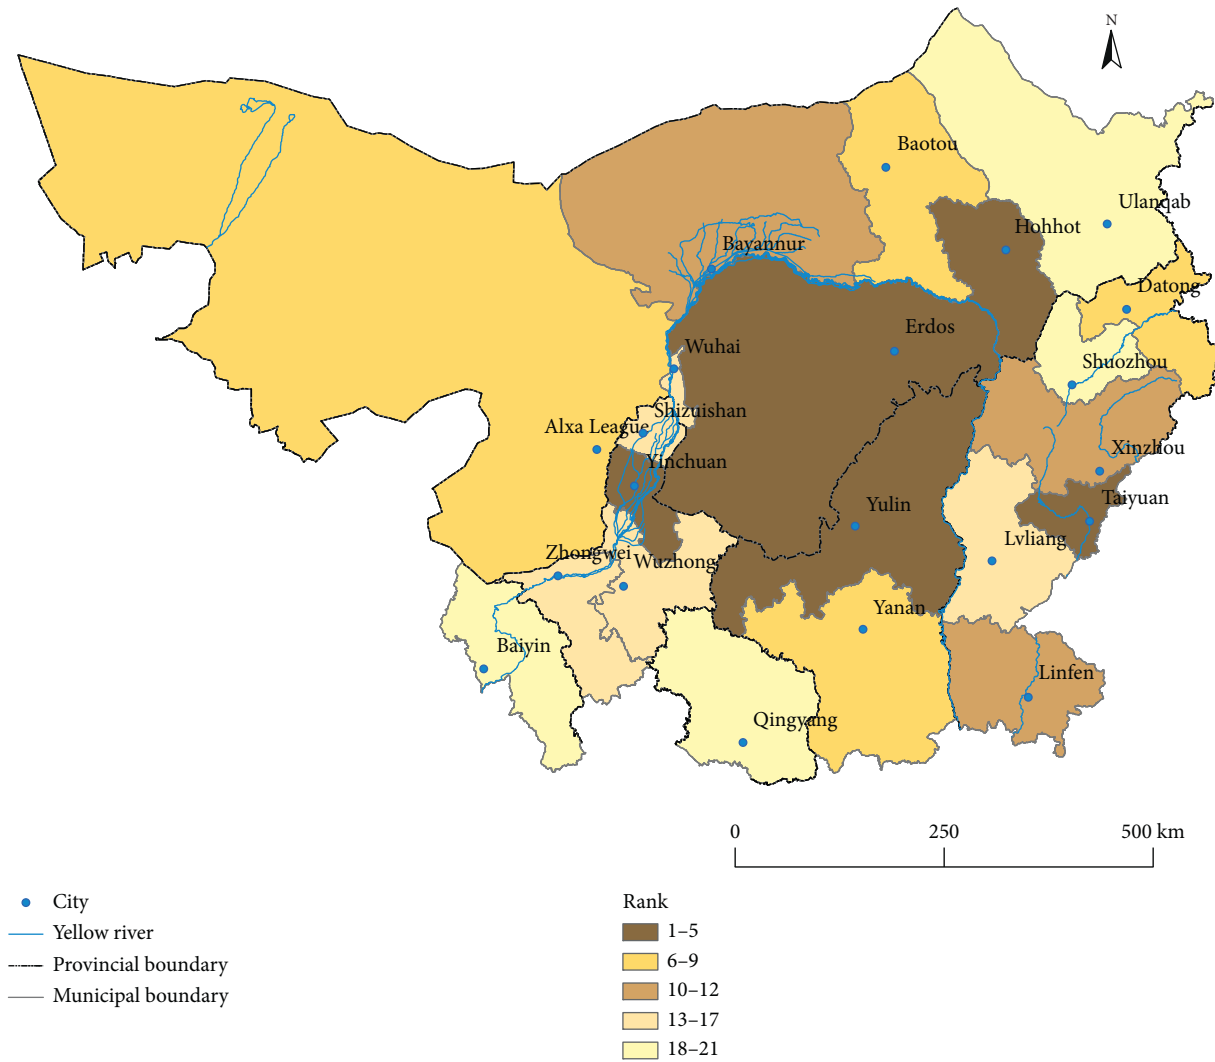 N
Baotou
Ulanqab
Hohhot
Bayannur
Datong
Erdos
Wuhai
Shuozhou
Shizuishan
Alxa League
Xinzhou
Yinchuan
Taiyuan
Yulin
Lvliang
Zhongwei
Wuzhong
Yanan
Baiyin
Linfen
Qingyang
0 250 500 km
City
Yellow river
Provincial boundary
Municipal boundary
Rank
1–5
6–9
10–12
13–17
18–21